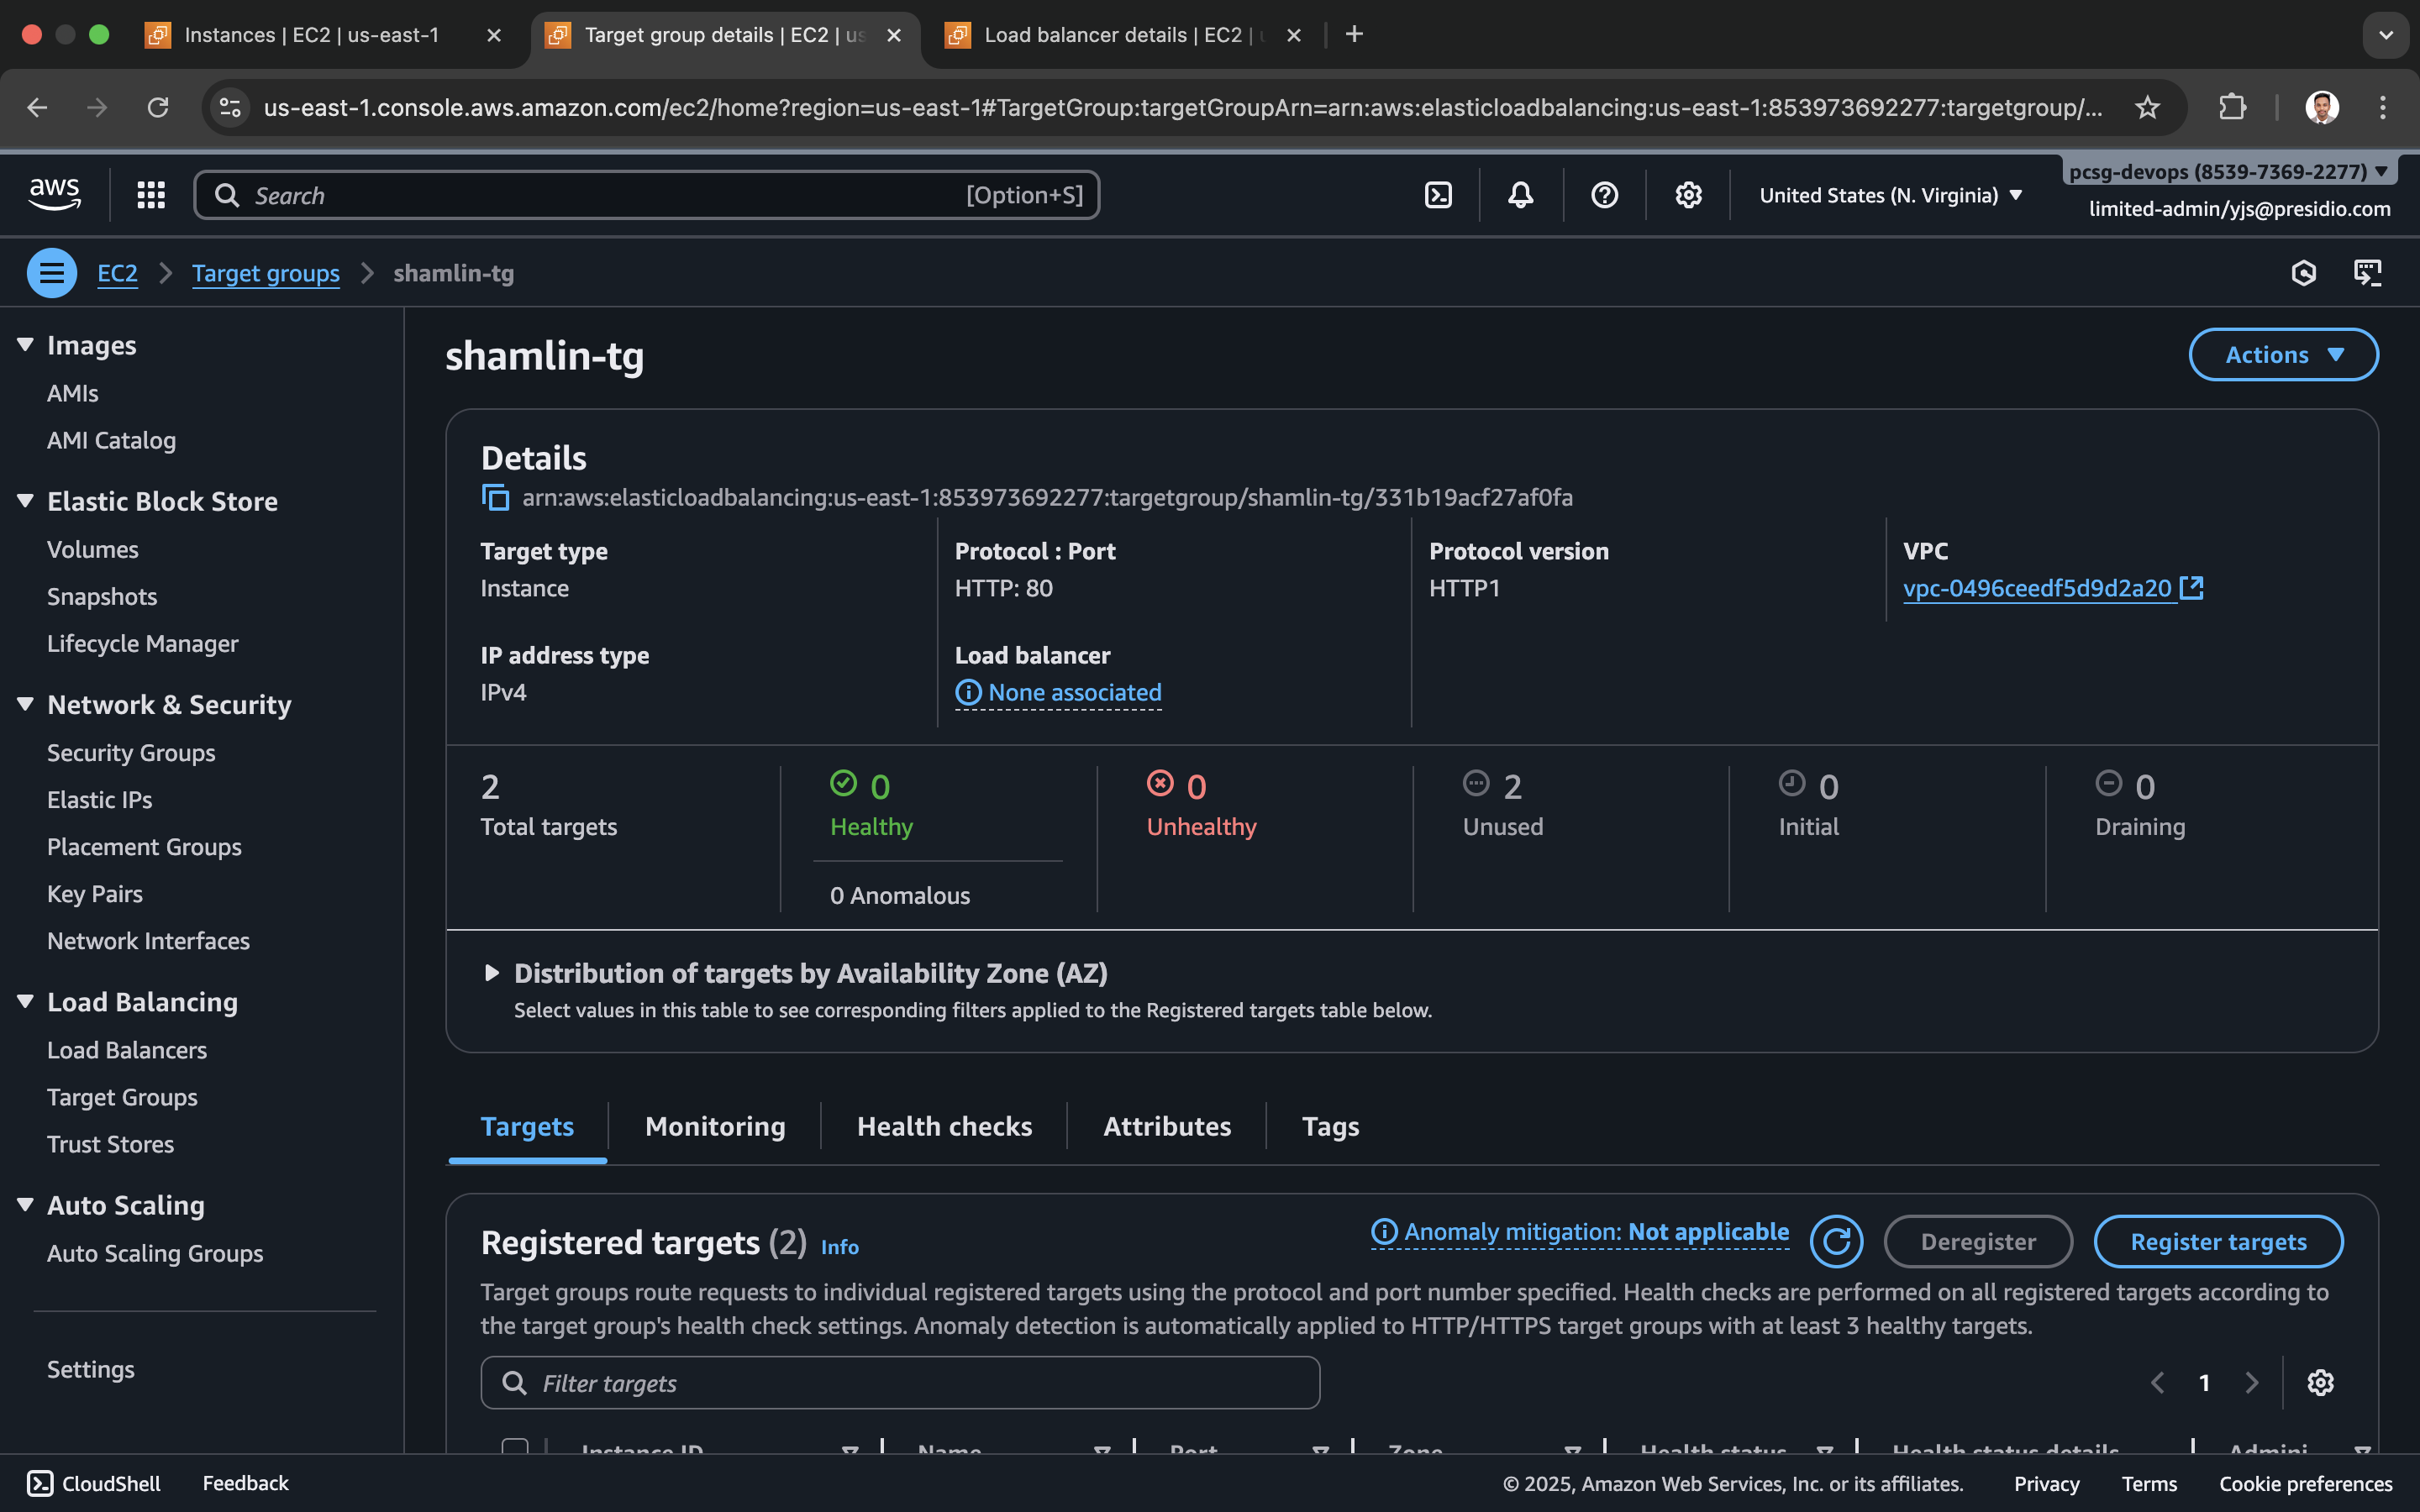 Instances | EC2 | us-east-1
Target group details | EC2 | us
Load balancer details | EC2 |
us-east-1.console.aws.amazon.com/ec2/home?region=us-east-1#TargetGroup:targetGroupArn=arn:aws:elasticloadbalancing:us-east-1:853973692277:targetgroup/...
aws
Search
[Option+S]
United States (N. Virginia)
pcsg-devops (8539-7369-2277)
limited-admin/yjs@presidio.com
EC2
Target groups
shamlin-tg
Images
AMIs
AMI Catalog
Elastic Block Store
Volumes
Snapshots
Lifecycle Manager
Network & Security
Security Groups
Elastic IPs
Placement Groups
Key Pairs
Network Interfaces
Load Balancing
Load Balancers
Target Groups
Trust Stores
Auto Scaling
Auto Scaling Groups
Settings
shamlin-tg
Actions
Details
arn:aws:elasticloadbalancing:us-east-1:853973692277:targetgroup/shamlin-tg/331b19acf27af0fa
Target type
Instance
Protocol : Port
HTTP: 80
Protocol version
HTTP1
VPC
vpc-0496ceedf5d9d2a20
IP address type
IPv4
Load balancer
None associated
2
Total targets
0
Healthy
0 Anomalous
0
Unhealthy
2
Unused
0
Initial
0
Draining
Distribution of targets by Availability Zone (AZ)
Select values in this table to see corresponding filters applied to the Registered targets table below.
Targets
Monitoring
Health checks
Attributes
Tags
Registered targets (2) Info
Anomaly mitigation: Not applicable
Deregister
Register targets
Target groups route requests to individual registered targets using the protocol and port number specified. Health checks are performed on all registered targets according to
the target group's health check settings. Anomaly detection is automatically applied to HTTP/HTTPS target groups with at least 3 healthy targets.
Filter targets
1
Instance ID
Name
Port
Zone
Health status
Health status details
Admini
CloudShell
Feedback
© 2025, Amazon Web Services, Inc. or its affiliates.
Privacy
Terms
Cookie preferences